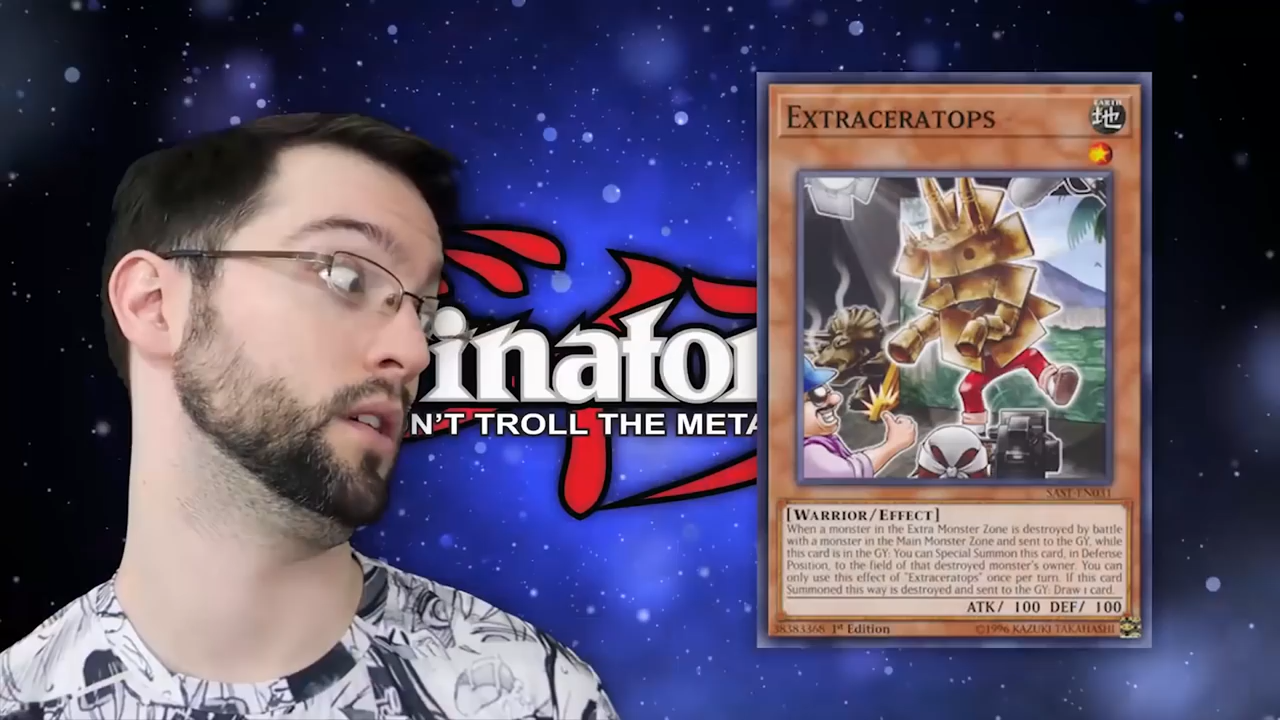 inator
N'T TROLL THE META
EXTRACERATOPS
EARTH
地
SAST-EN031
[WARRIOR/EFFECT]
When a monster in the Extra Monster Zone is destroyed by battle
with a monster in the Main Monster Zone and sent to the GY, while
this card is in the GY: You can Special Summon this card, in Defense
Position, to the field of that destroyed monster's owner. You can
only use this effect of "Extraceratops" once per turn. If this card
Summoned this way is destroyed and sent to the GY: Draw 1 card.
ATK/ 100 DEF/ 100
38383368 1st Edition ©1996 KAZUKI TAKAHASHI